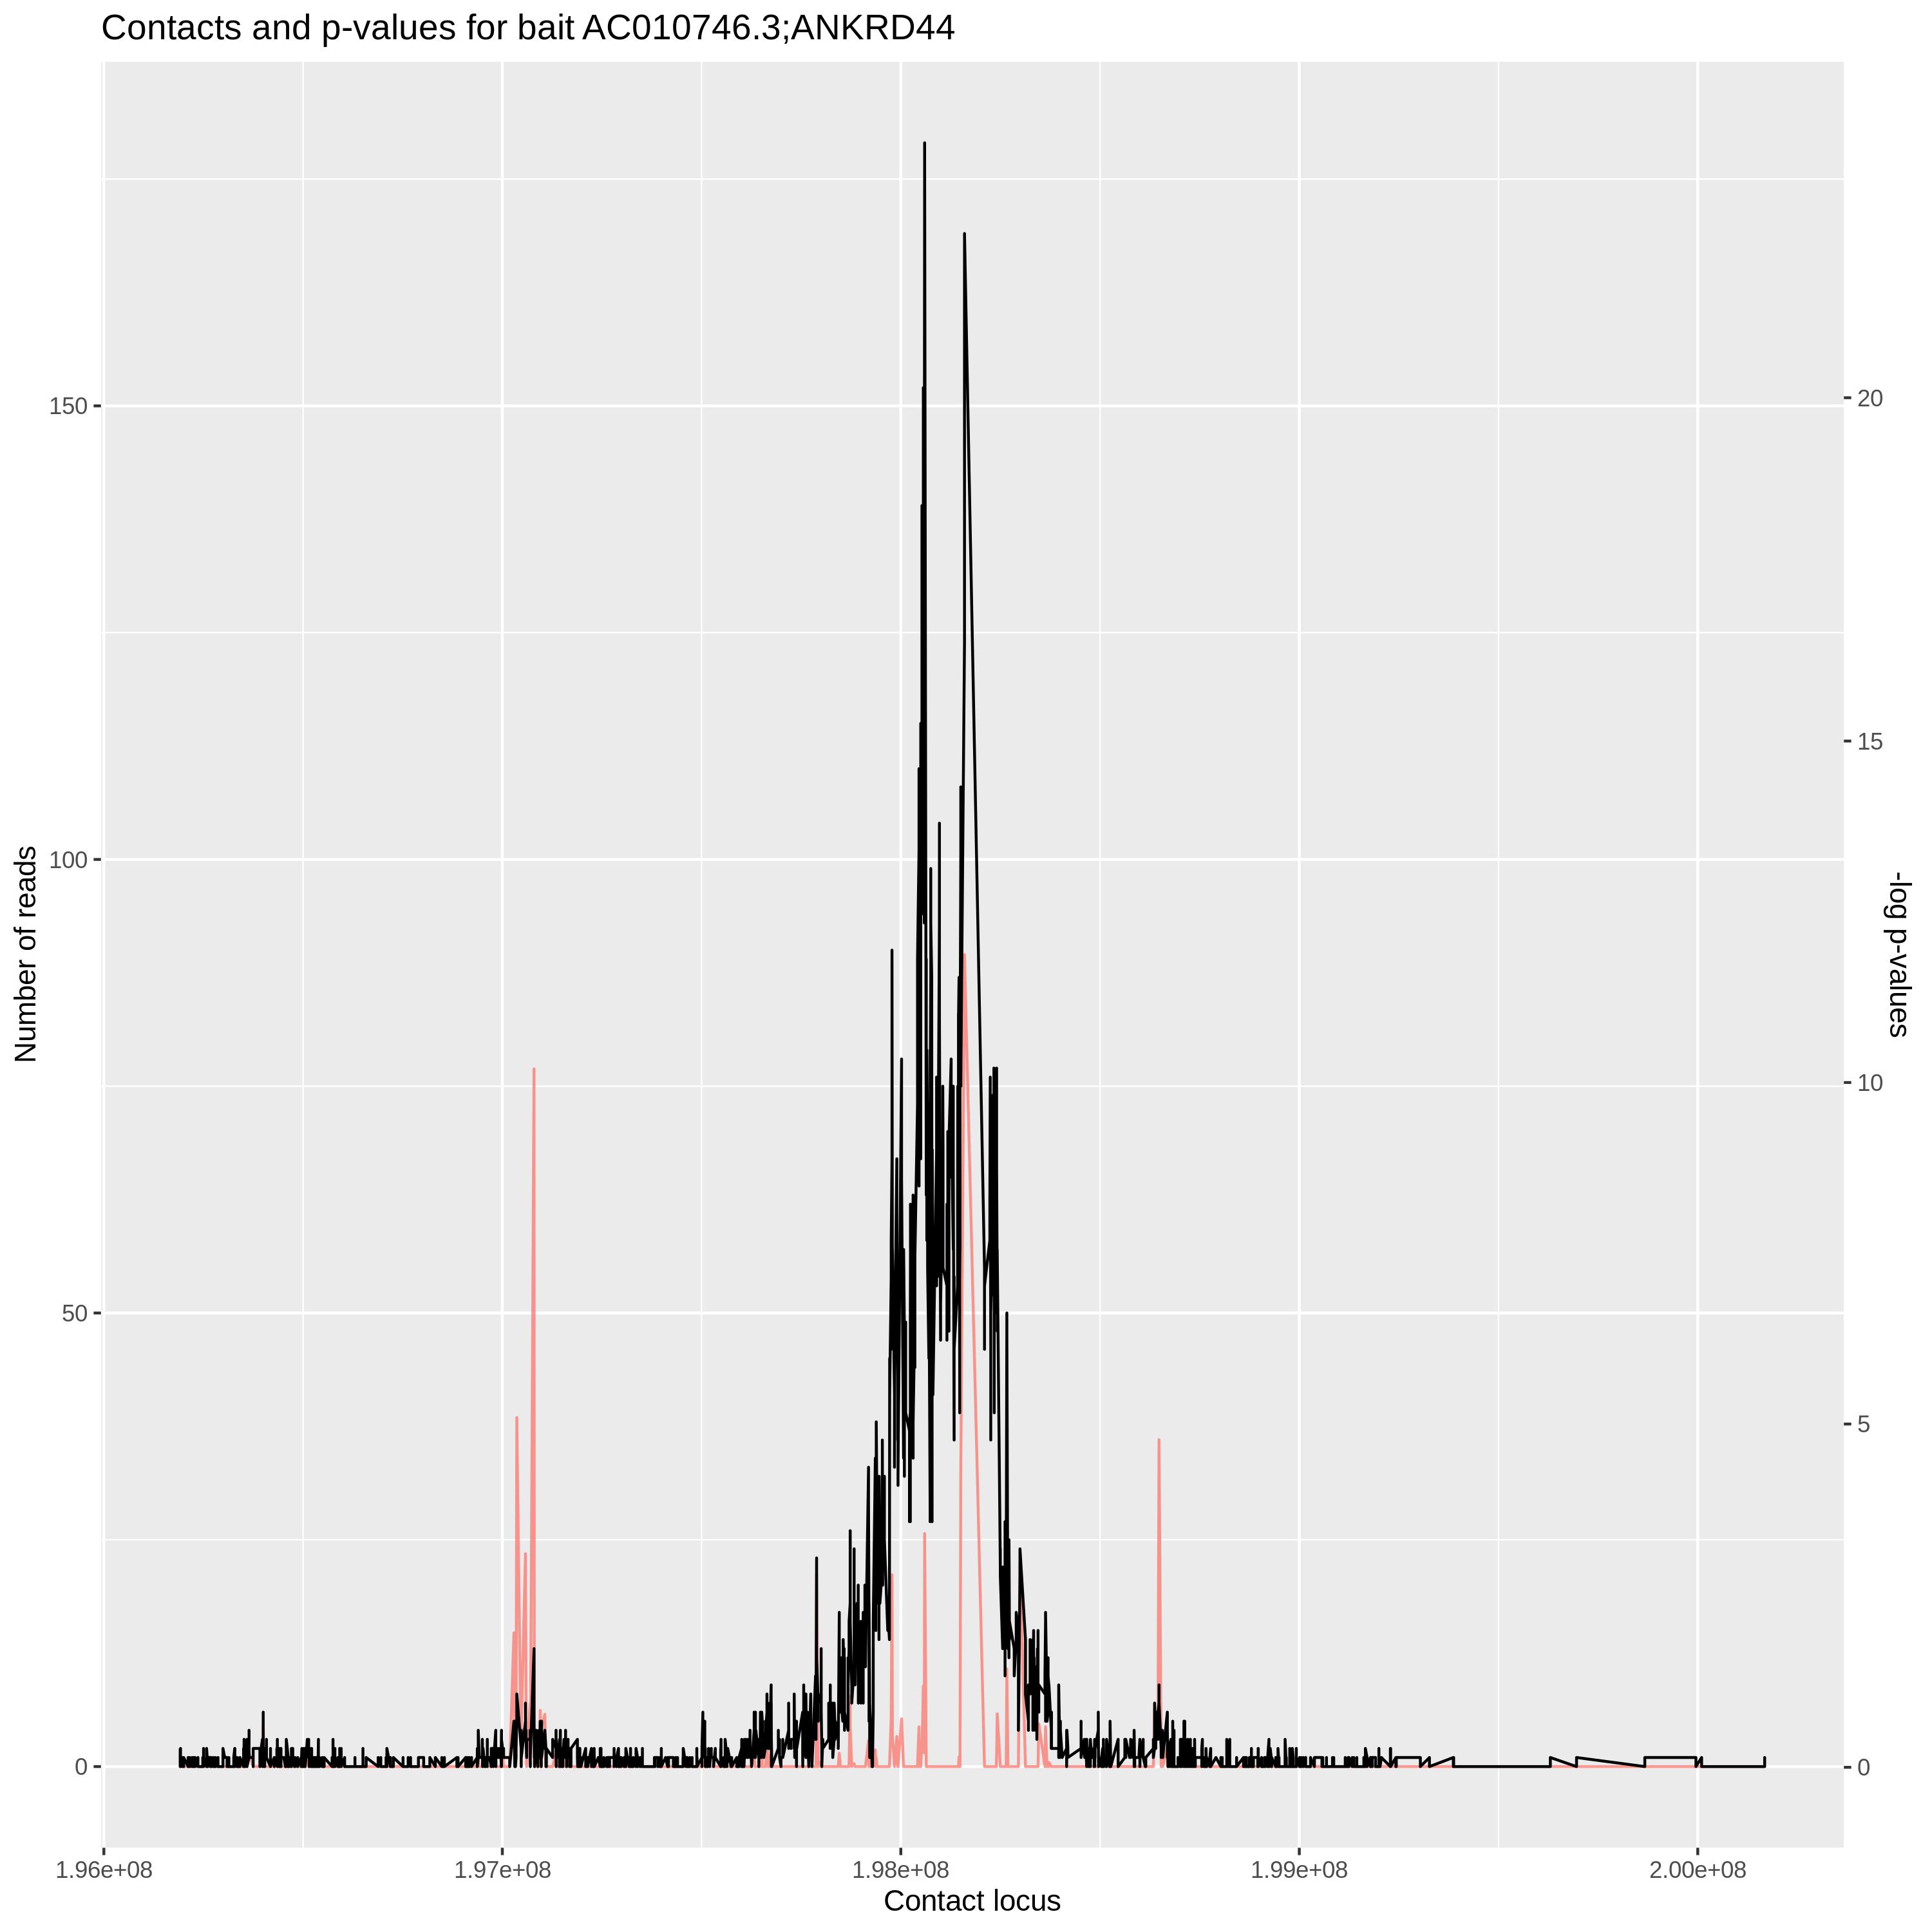 Contacts and p-values for bait AC010746.3;ANKRD44
Number of reads
150
100
50
0
20
15
10
5
0
-log p-values
1.96e+08
1.97e+08
1.98e+08
1.99e+08
2.00e+08
Contact locus